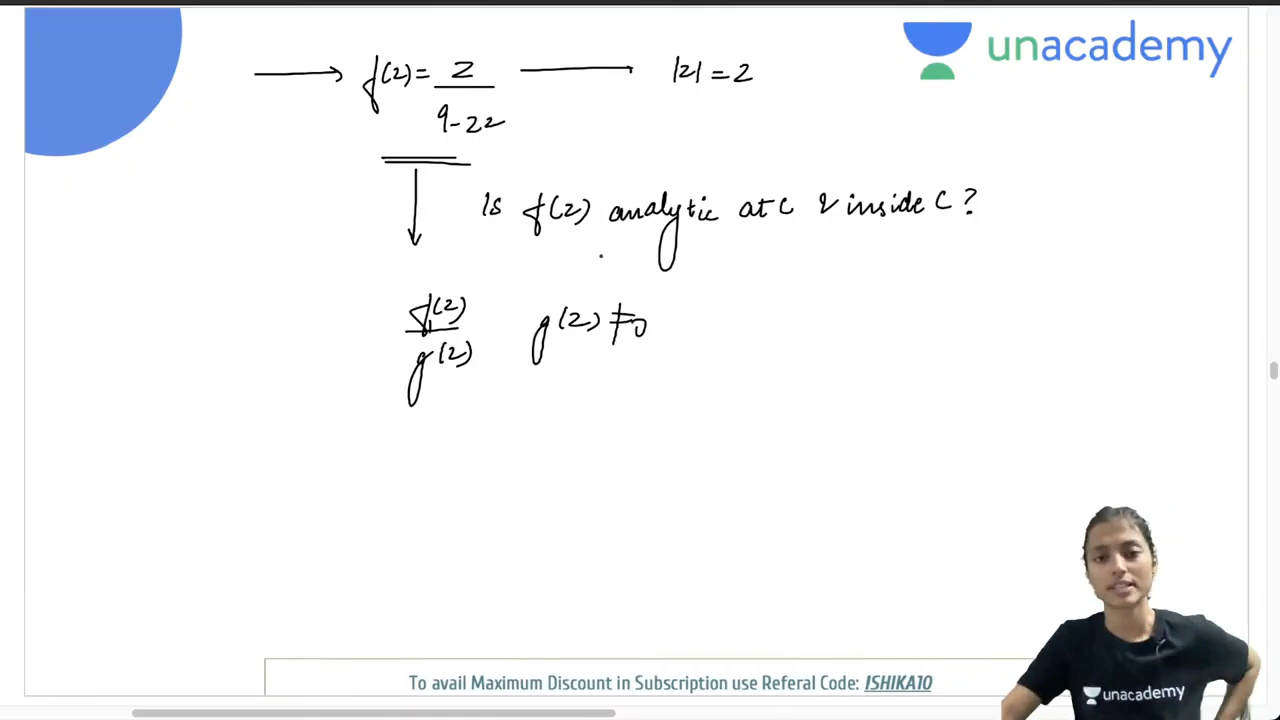 unacademy
f(z) = z / 9 - z² |z| = 2
Is f(z) analytic at C & inside C?
f(z) / g(z) g(z) ≠ 0
unacademy
To avail Maximum Discount in Subscription use Referal Code: ISHIKA10